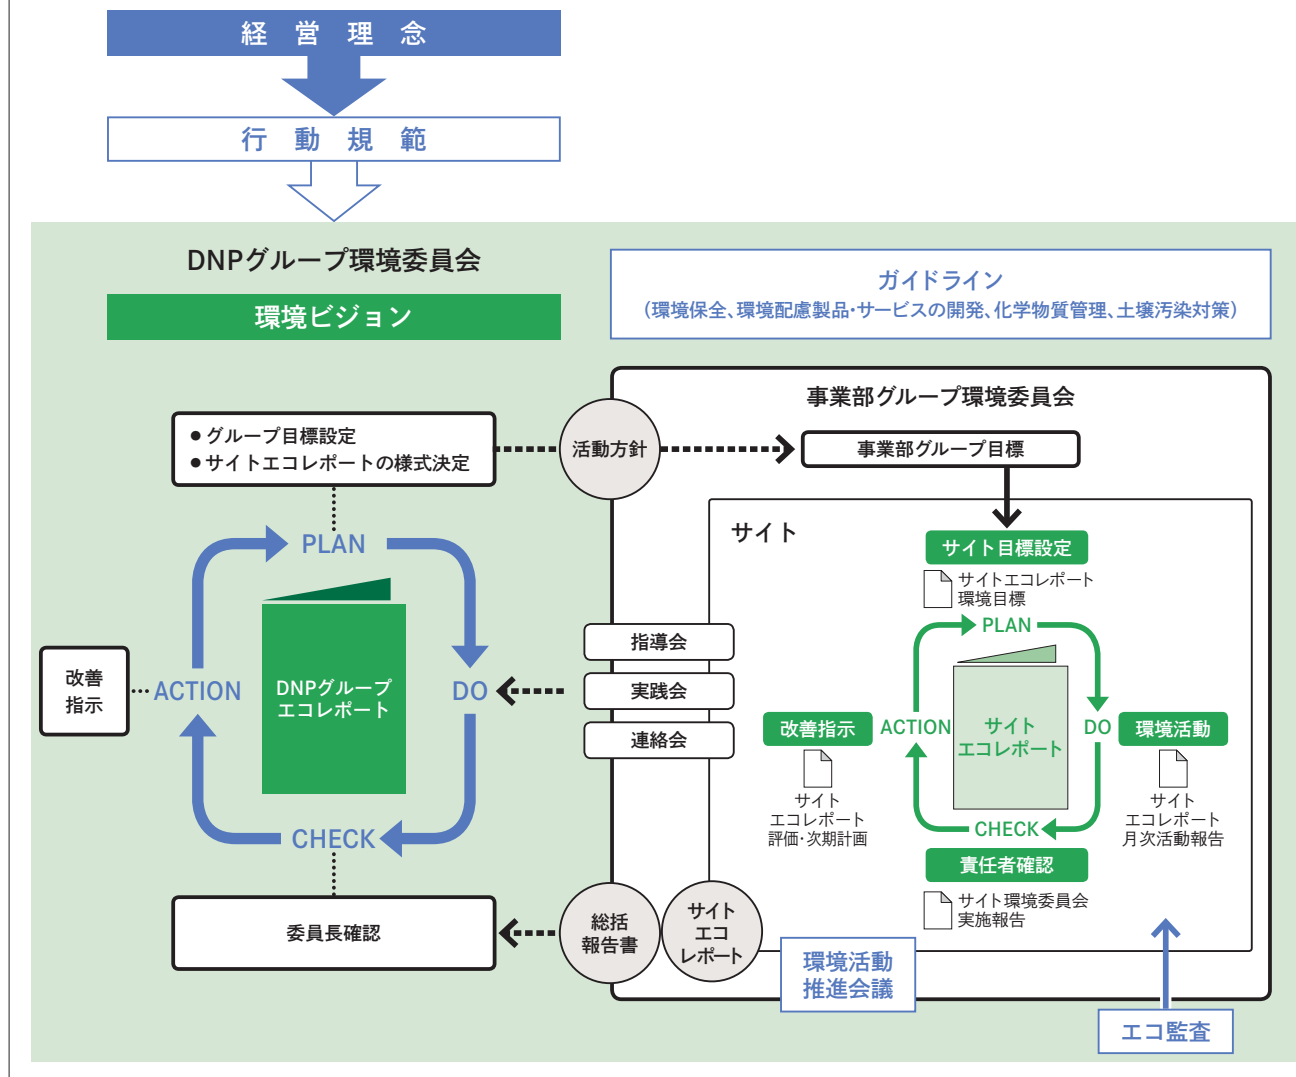 経営理念
行動規範
DNPグループ環境委員会
環境ビジョン
ガイドライン
（環境保全、環境配慮製品・サービスの開発、化学物質管理、土壌汚染対策）
● グループ目標設定
● サイトエコレポートの様式決定
活動方針
事業部グループ環境委員会
事業部グループ目標
PLAN
DO
CHECK
ACTION
DNPグループ
エコレポート
改善
指示
委員長確認
指導会
実践会
連絡会
総括
報告書
サイト
エコ
レポート
サイト
サイト目標設定
サイトエコレポート
環境目標
PLAN
DO
CHECK
ACTION
サイト
エコレポート
環境活動
サイト
エコレポート
月次活動報告
責任者確認
サイト環境委員会
実施報告
改善指示
サイト
エコレポート
評価・次期計画
環境活動
推進会議
エコ監査